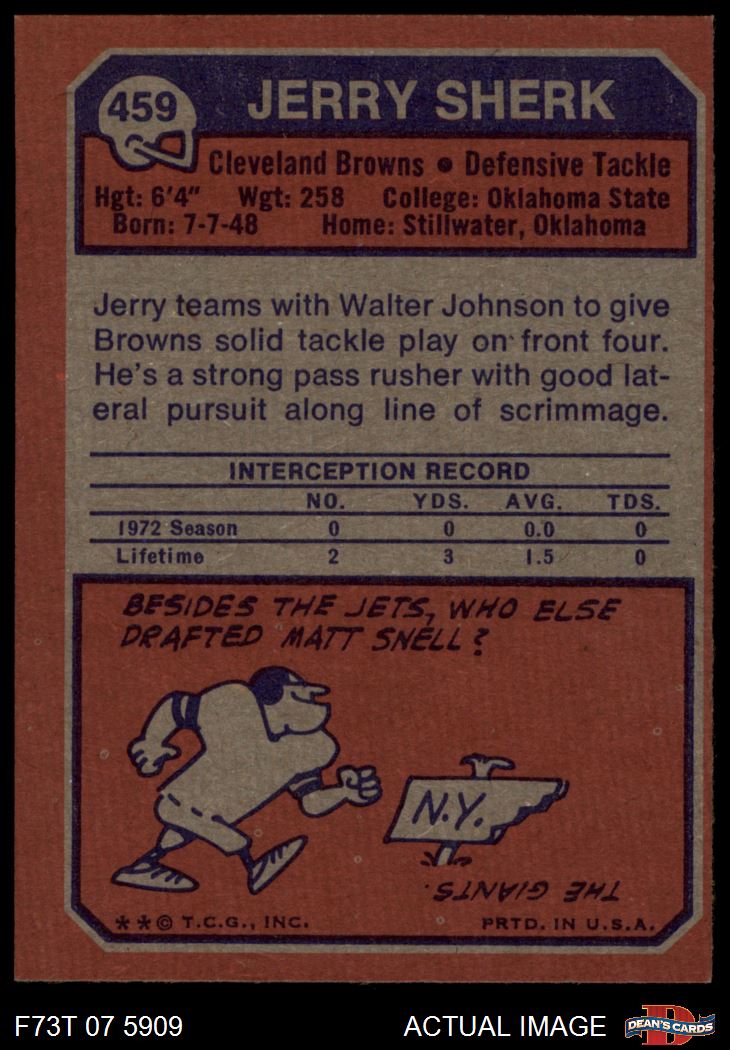 459
JERRY SHERK
Cleveland Browns • Defensive Tackle
Hgt: 6'4" Wgt: 258 College: Oklahoma State
Born: 7-7-48 Home: Stillwater, Oklahoma
Jerry teams with Walter Johnson to give
Browns solid tackle play on front four.
He's a strong pass rusher with good lat-
eral pursuit along line of scrimmage.
INTERCEPTION RECORD
NO. YDS. AVG. TDS.
1972 Season 0 0 0.0 0
Lifetime 2 3 1.5 0
BESIDES THE JETS, WHO ELSE
DRAFTED MATT SNELL?
N.Y.
THE GIANTS.
**© T.C.G., INC. PRTD. IN U.S.A.
F73T 07 5909 ACTUAL IMAGE
D
DEAN'S CARDS